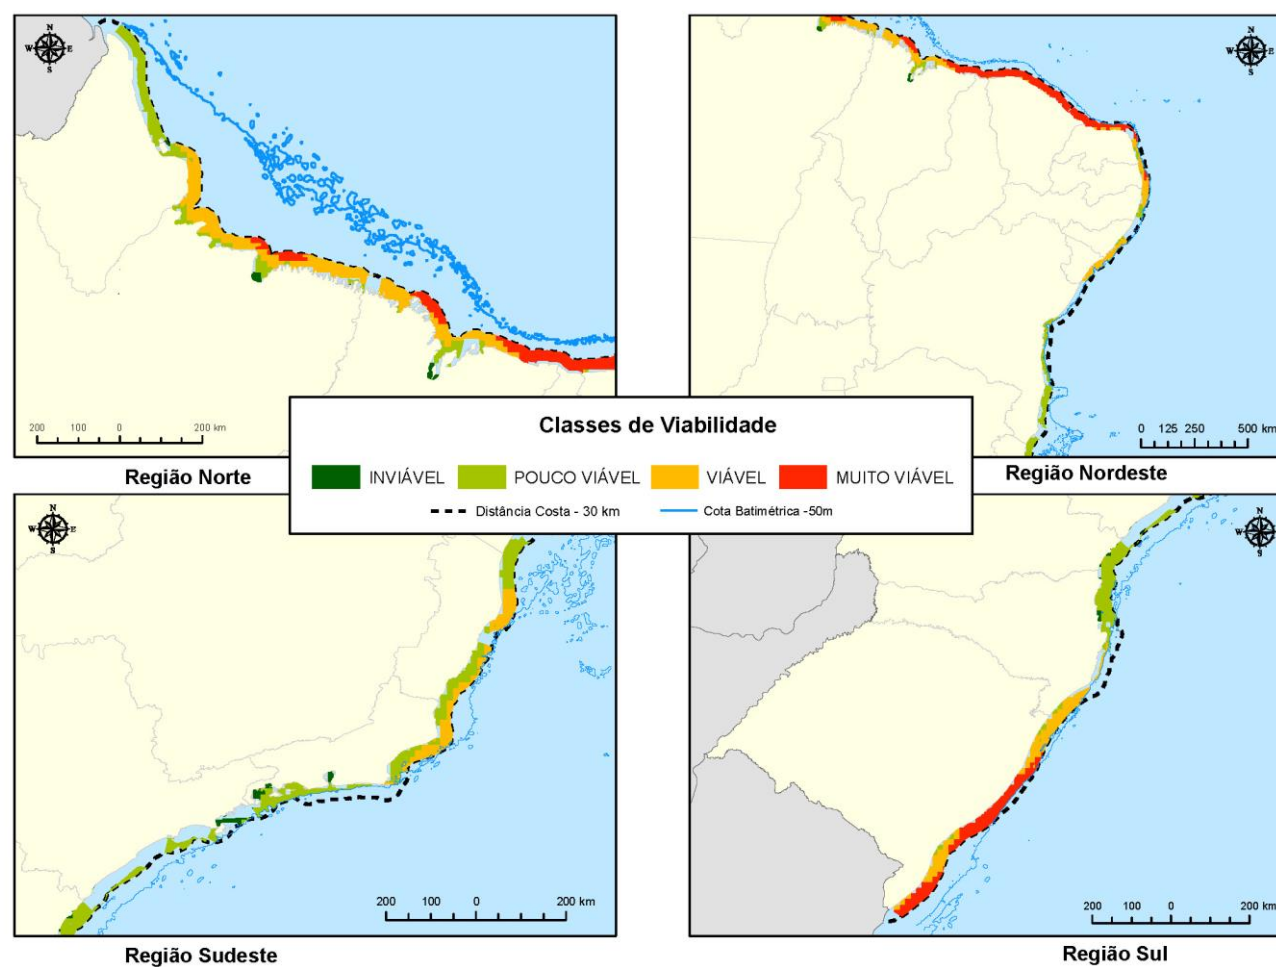 N
W E
S
200 100 0 200 km
Região Norte
N
W E
S
0 125 250 500 km
Região Nordeste
Classes de Viabilidade
INVIÁVEL POUCO VIÁVEL VIÁVEL MUITO VIÁVEL
Distância Costa - 30 km Cota Batimétrica -50m
N
W E
S
200 100 0 200 km
Região Sudeste
N
W E
S
200 100 0 200 km
Região Sul